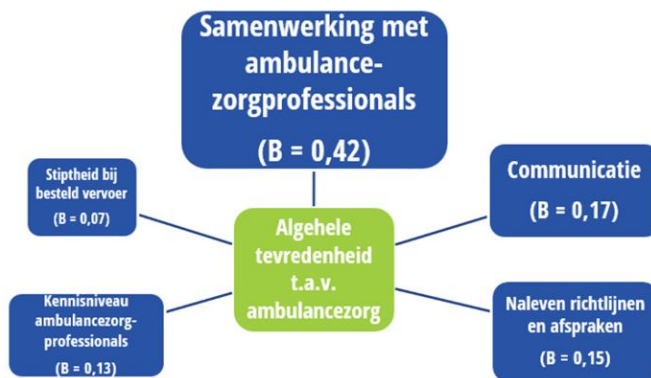 Samenwerking met
ambulance-
zorgprofessionals
(B = 0,42)
Stiptheid bij
besteld vervoer
(B = 0,07)
Communicatie
(B = 0,17)
Algehele
tevredenheid
t.a.v.
ambulancezorg
Kennisniveau
ambulancezorg-
professionals
(B = 0,13)
Naleven richtlijnen
en afspraken
(B = 0,15)